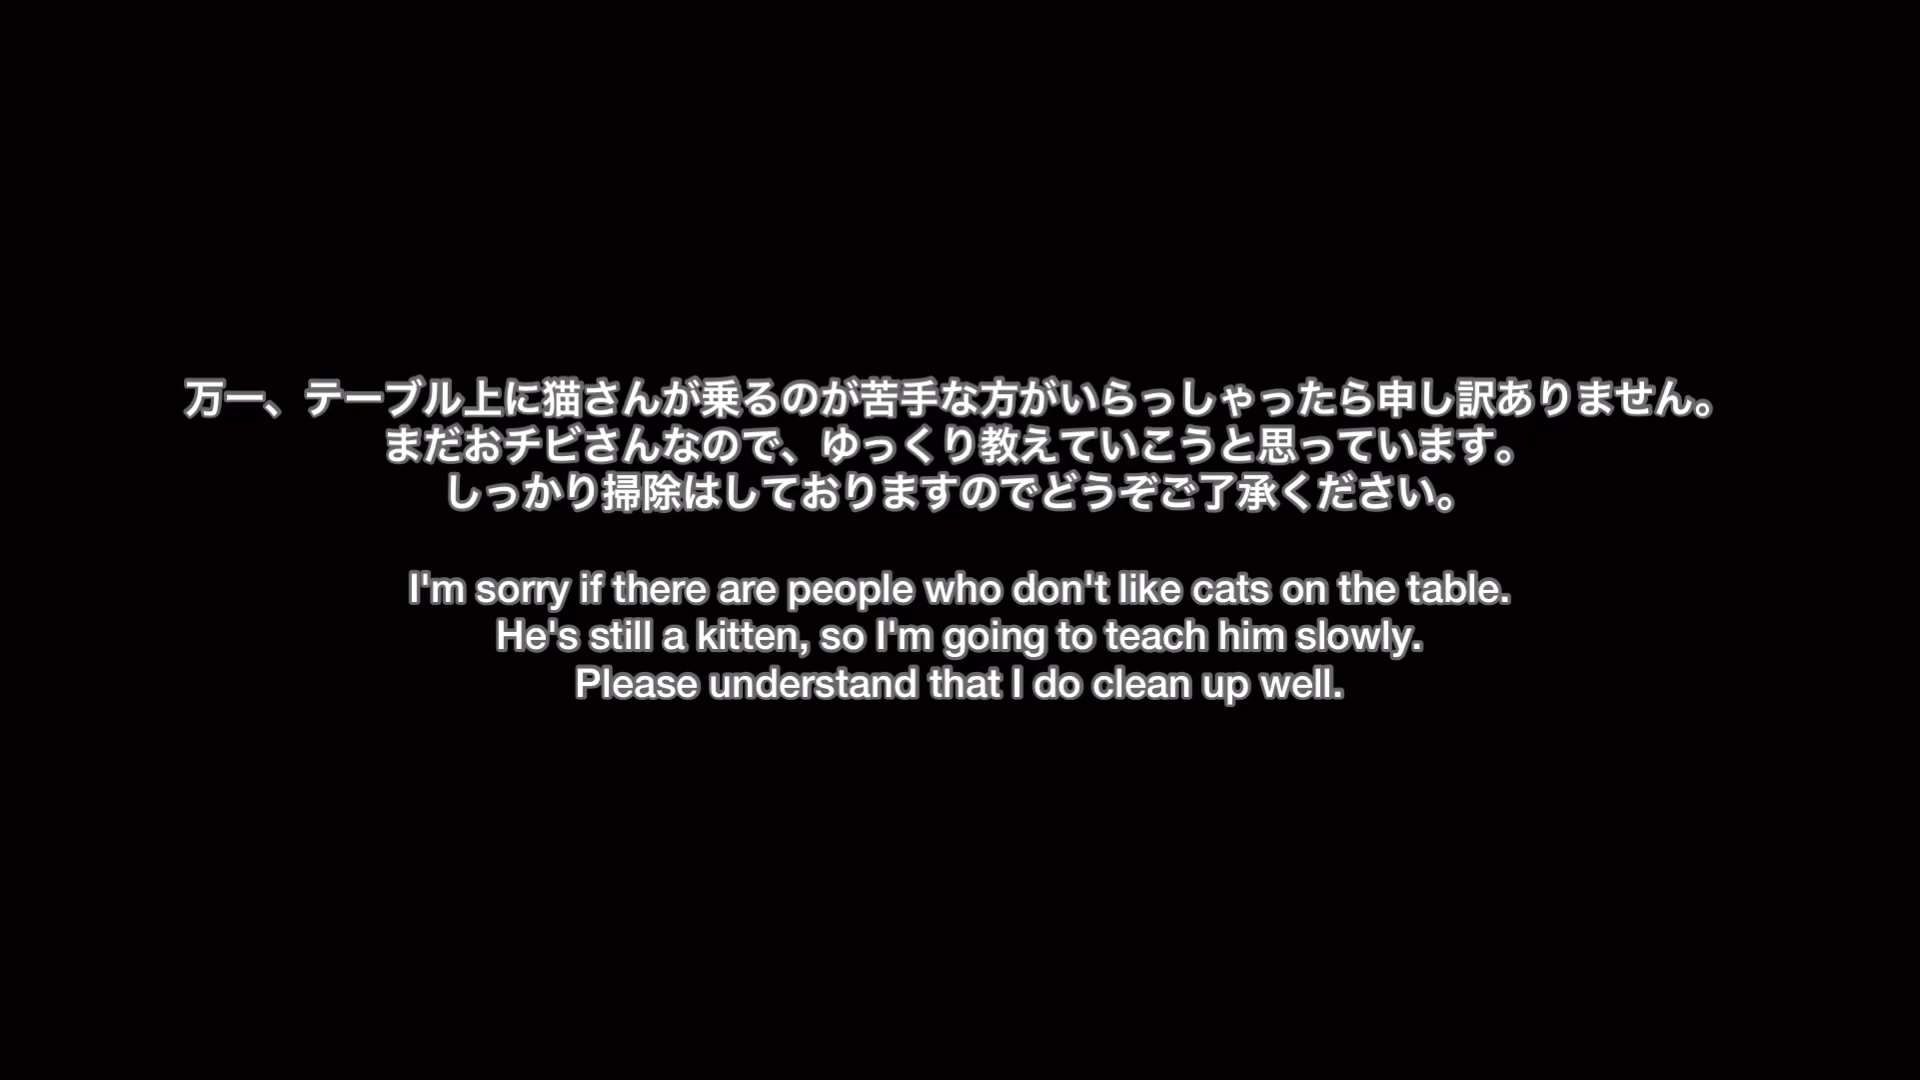 万一、テーブル上に猫さんが乗るのが苦手な方がいらっしゃったら申し訳ありません。
まだおチビさんなので、ゆっくり教えていこうと思っています。
しっかり掃除はしておりますのでどうぞご了承ください。
I'm sorry if there are people who don't like cats on the table.
He's still a kitten, so I'm going to teach him slowly.
Please understand that I do clean up well.